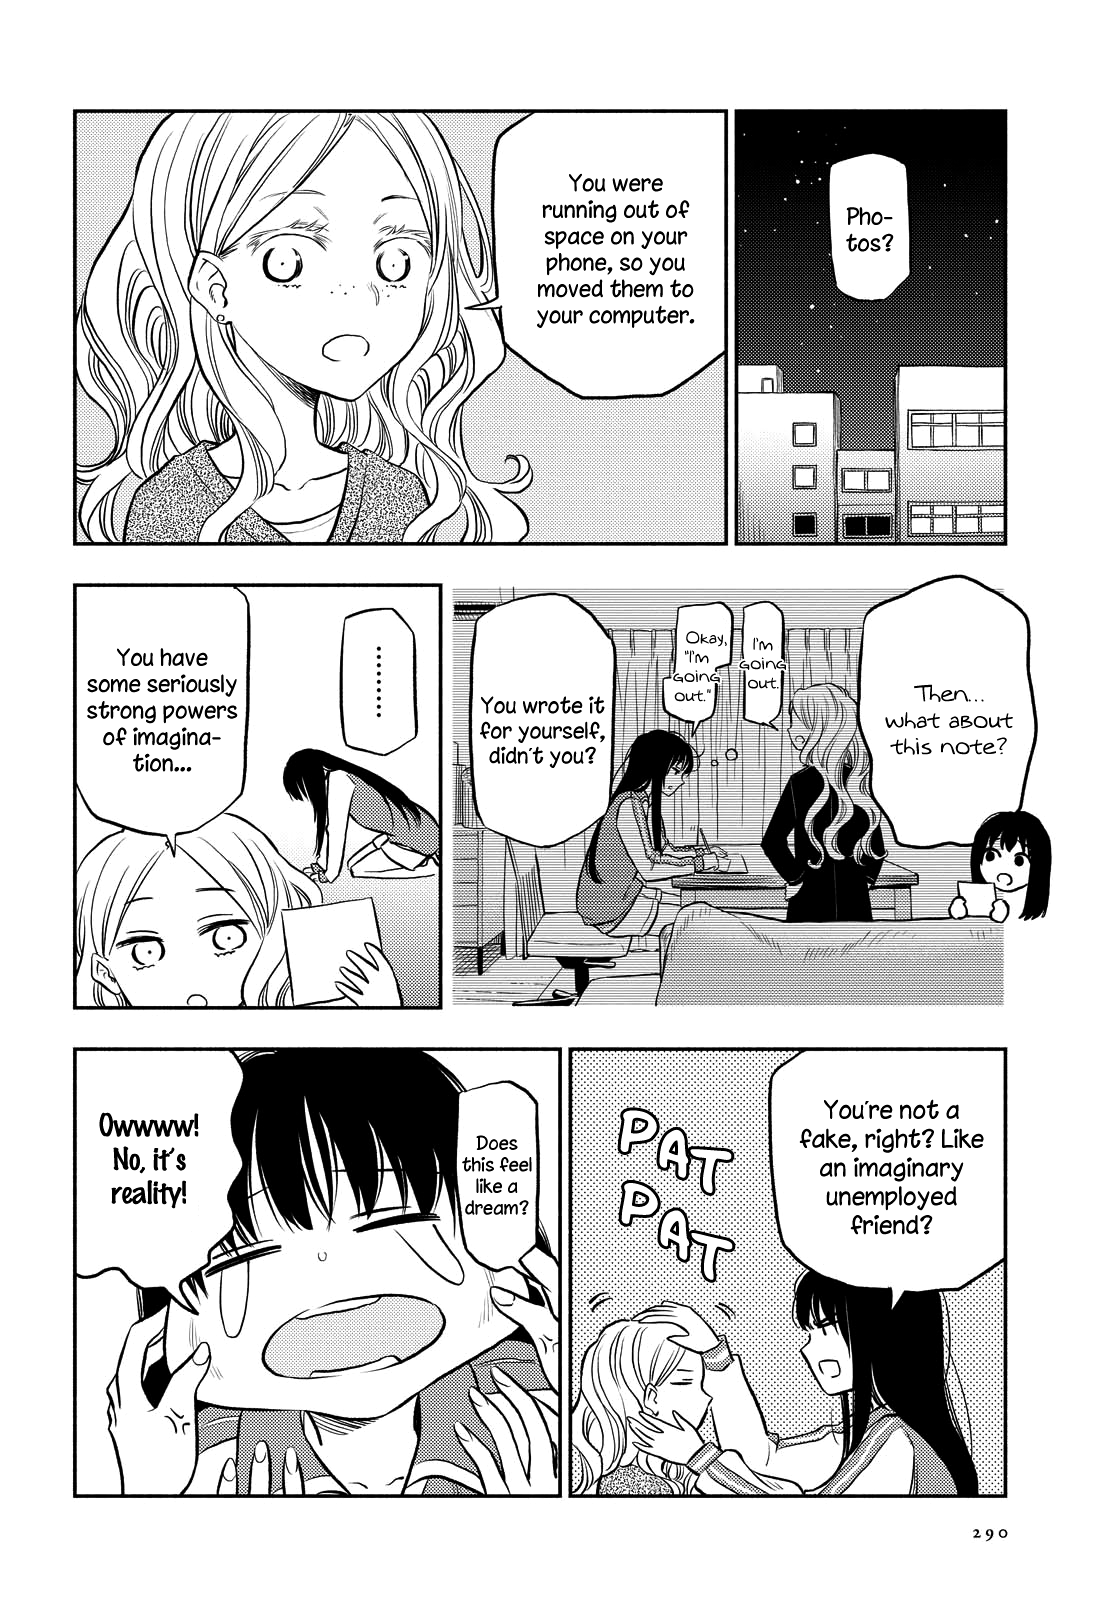 Pho-
tos?
You were
running out of
space on your
phone, so you
moved them to
your computer.
Then...
what about
this note?
I'm
going
out.
Okay,
"I'm
going
out."
You wrote it
for yourself,
didn't you?
.........
You have
some seriously
strong powers
of imagina-
tion...
You're not a
fake, right? Like
an imaginary
unemployed
friend?
PAT
PAT
Does
this feel
like a
dream?
Owwww!
No, it's
reality!
290